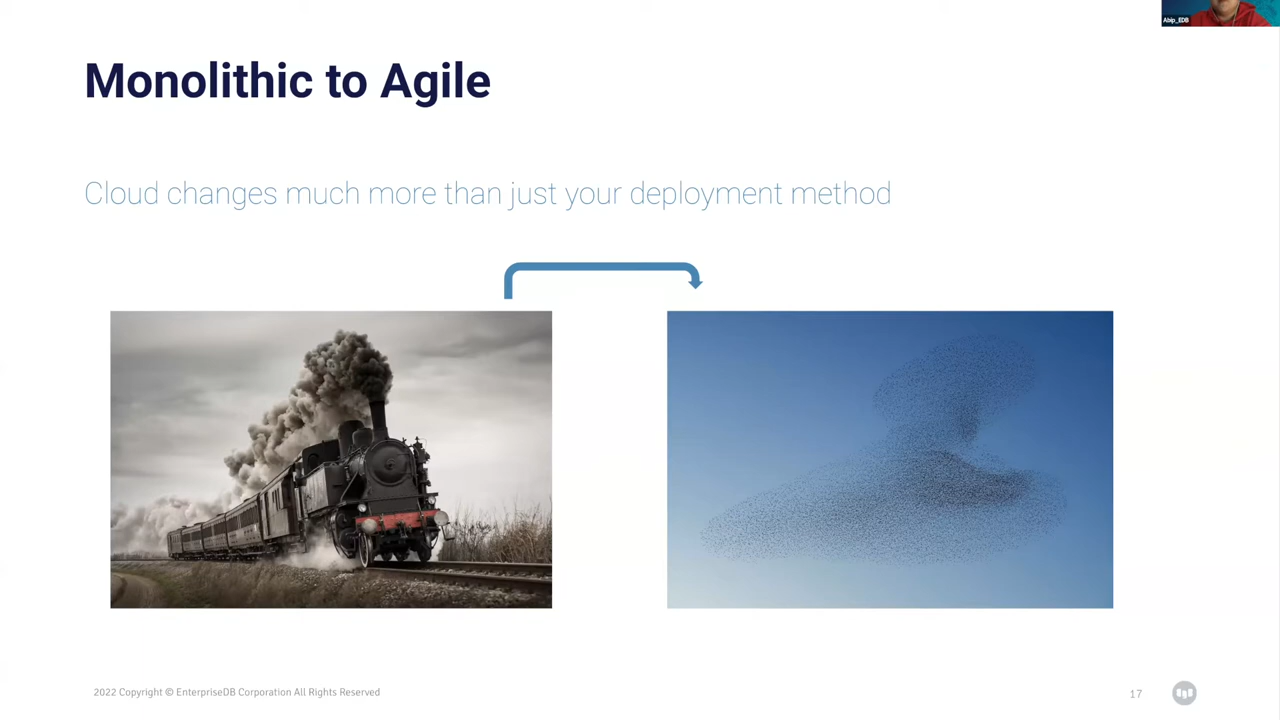 Abip_EDB
Monolithic to Agile
Cloud changes much more than just your deployment method
2022 Copyright © EnterpriseDB Corporation All Rights Reserved
17